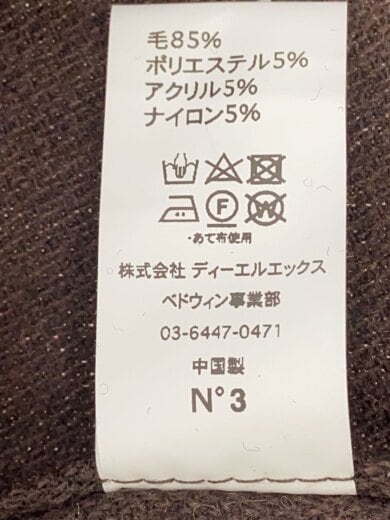 毛85%
ポリエステル5%
アクリル5%
ナイロン5%
F W
・あて布使用
株式会社 ディーエルエックス
ベドウィン事業部
03-6447-0471
中国製
N°3